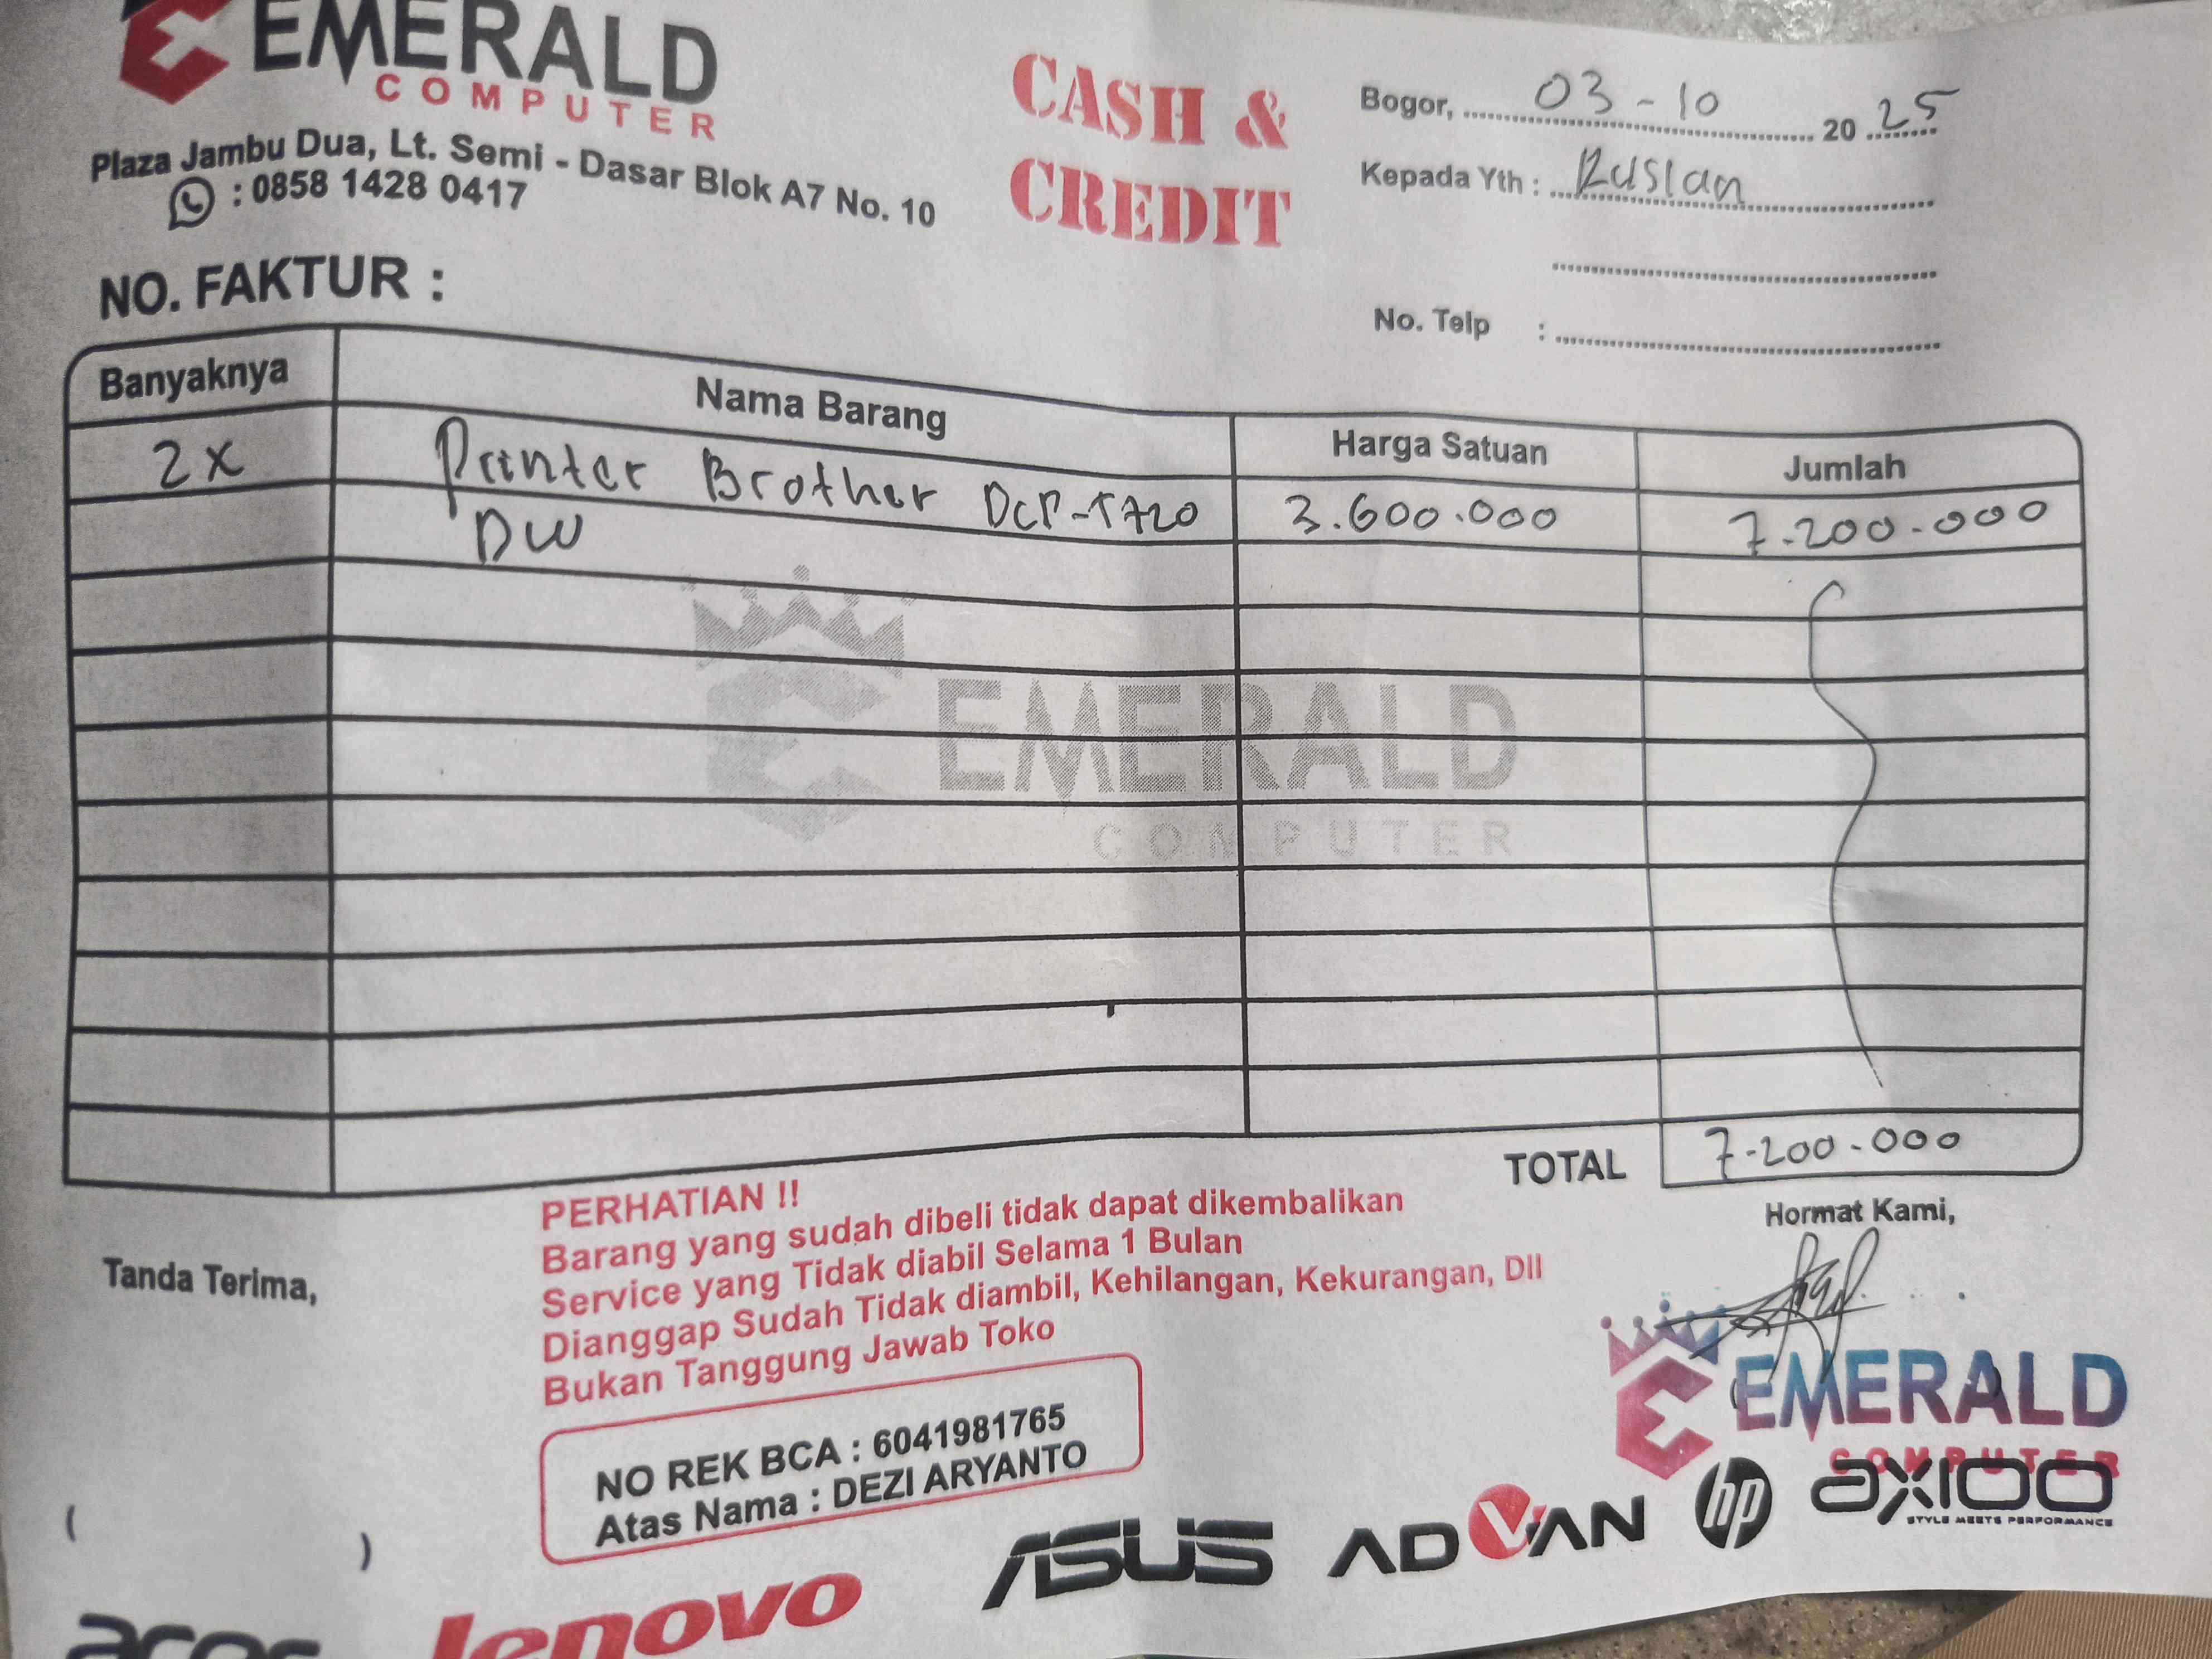 EMERALD
COMPUTER
Plaza Jambu Dua, Lt. Semi - Dasar Blok A7 No. 10
: 0858 1428 0417
CASH &
CREDIT
Bogor, 03-10 20 25
Kepada Yth : Ruslan
No. Telp :
NO. FAKTUR :
Banyaknya Nama Barang Harga Satuan Jumlah
2x Printer Brother DCP-T720 3.600.000 7.200.000
DW
EMERALD
COMPUTER
TOTAL 7.200.000
PERHATIAN !!
Barang yang sudah dibeli tidak dapat dikembalikan
Service yang Tidak diabil Selama 1 Bulan
Dianggap Sudah Tidak diambil, Kehilangan, Kekurangan, Dll
Bukan Tanggung Jawab Toko
Tanda Terima,
( )
Hormat Kami,
EMERALD
COMPUTER
NO REK BCA : 6041981765
Atas Nama : DEZI ARYANTO
acer lenovo ASUS ADVAN hp axioo
STYLE MEETS PERFORMANCE